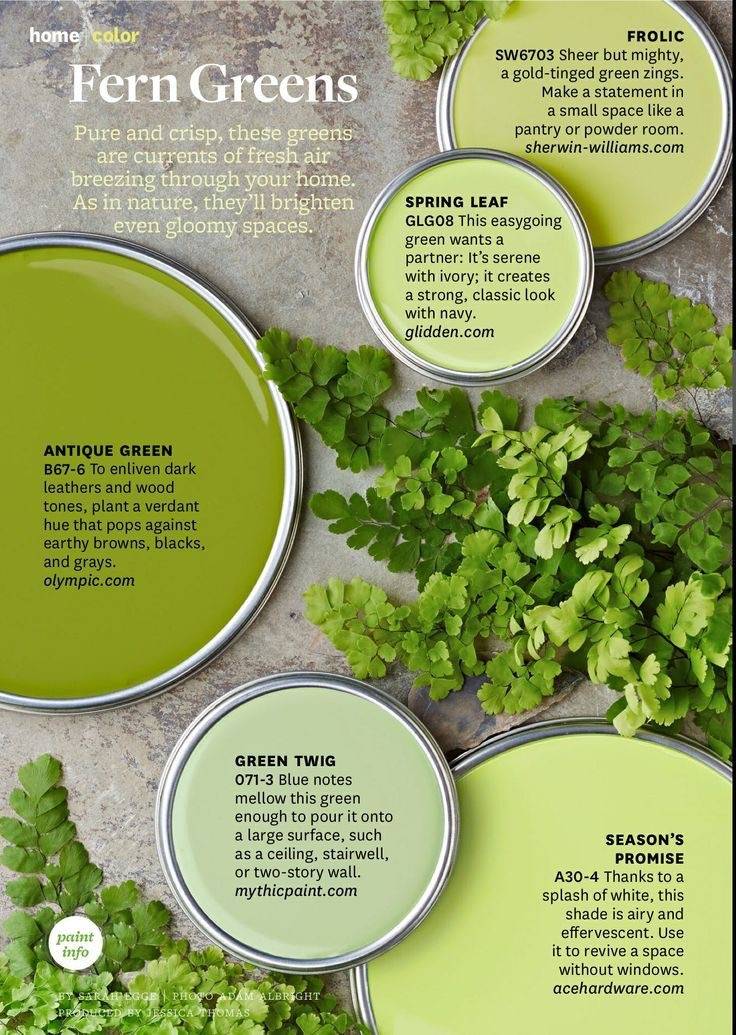 home | color
Fern Greens
Pure and crisp, these greens
are currents of fresh air
breezing through your home.
As in nature, they'll brighten
even gloomy spaces.
FROLIC
SW6703 Sheer but mighty,
a gold-tinged green zings.
Make a statement in
a small space like a
pantry or powder room.
sherwin-williams.com
SPRING LEAF
GLG08 This easygoing
green wants a
partner: It's serene
with ivory; it creates
a strong, classic look
with navy.
glidden.com
ANTIQUE GREEN
B67-6 To enliven dark
leathers and wood
tones, plant a verdant
hue that pops against
earthy browns, blacks,
and grays.
olympic.com
GREEN TWIG
071-3 Blue notes
mellow this green
enough to pour it onto
a large surface, such
as a ceiling, stairwell,
or two-story wall.
mythicpaint.com
SEASON'S
PROMISE
A30-4 Thanks to a
splash of white, this
shade is airy and
effervescent. Use
it to revive a space
without windows.
acehardware.com
paint
info
BY SARAH EGGE | PHOTO ADAM ALBRIGHT
PRODUCED BY JESSICA THOMAS